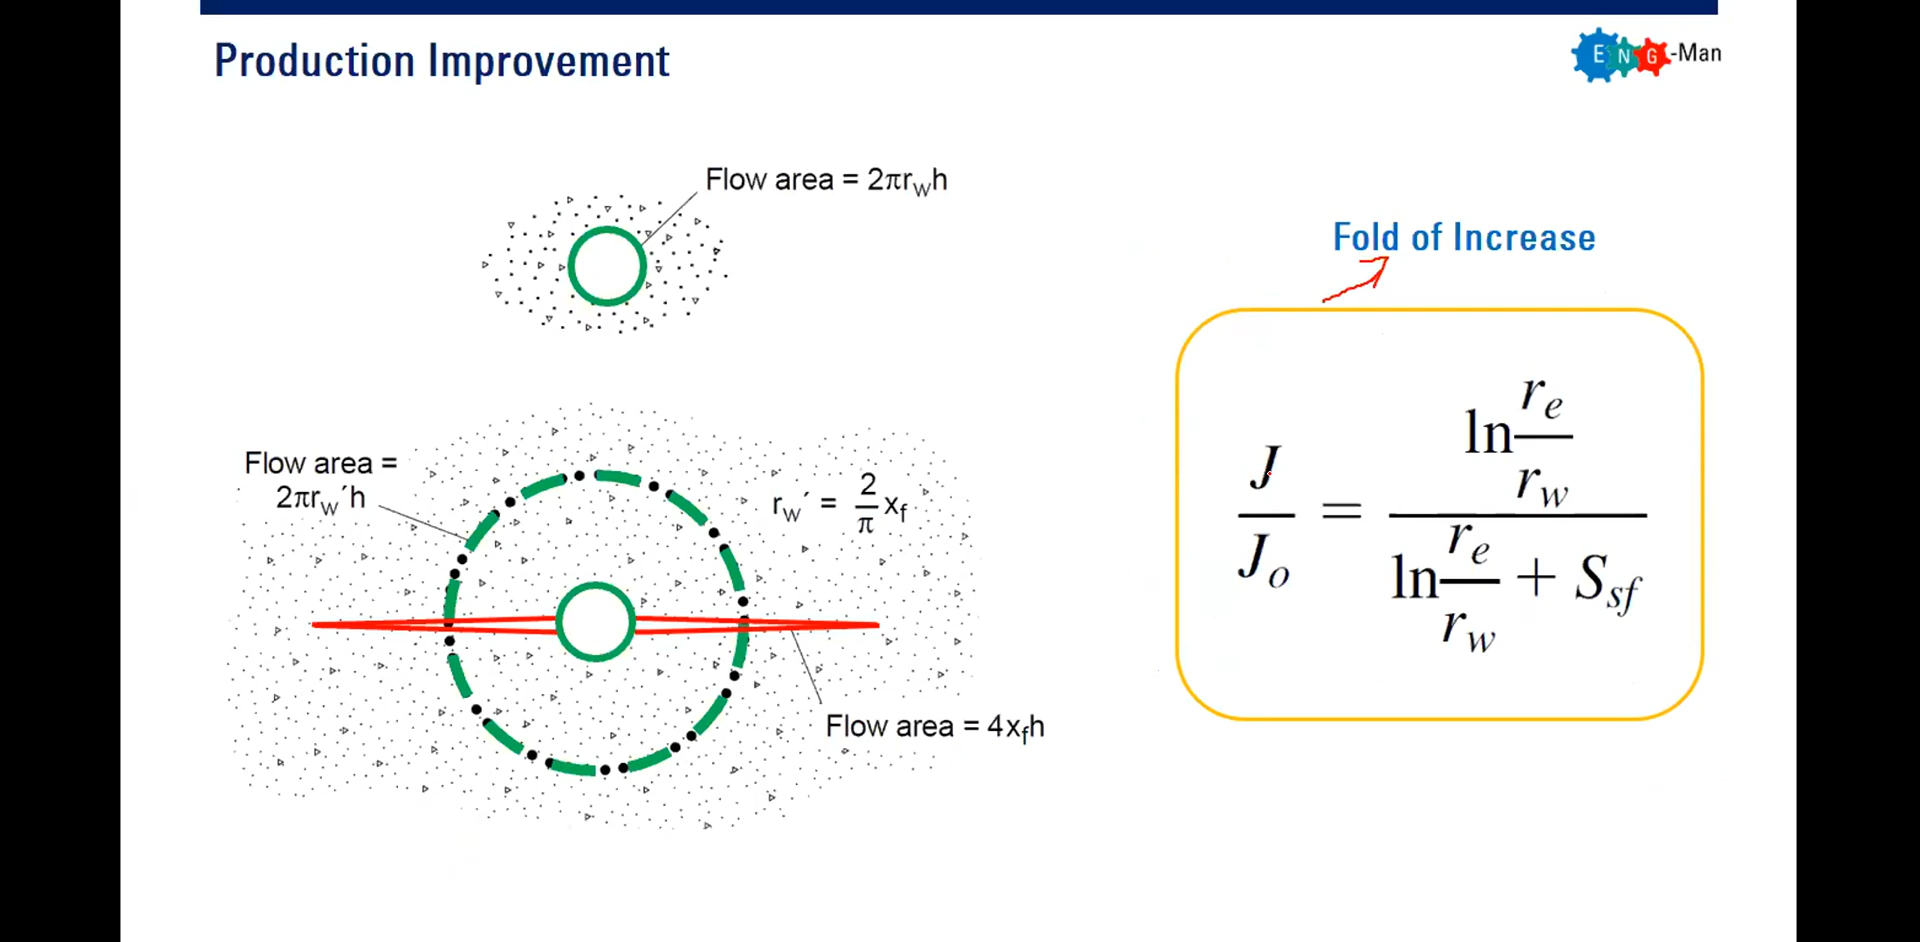 Production Improvement
ENG-Man
Flow area = 2πr_wh
Fold of Increase
Flow area =
2πr_w´h
r_w´ = 2/π x_f
Flow area = 4x_fh
J/J_o = ln r_e/r_w / (ln r_e/r_w + S_sf)